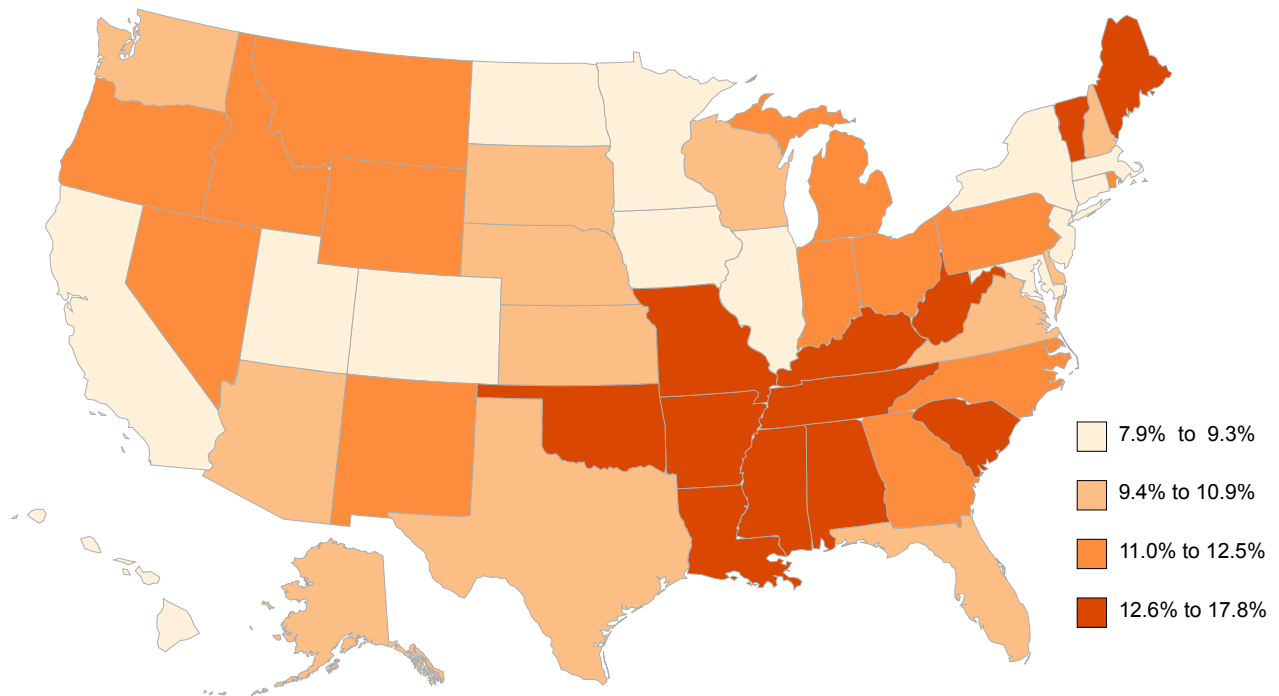 7.9% to 9.3%
9.4% to 10.9%
11.0% to 12.5%
12.6% to 17.8%